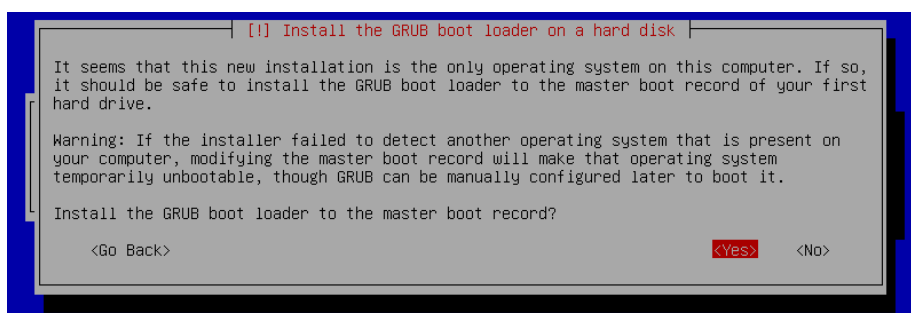 [!] Install the GRUB boot loader on a hard disk
It seems that this new installation is the only operating system on this computer. If so,
it should be safe to install the GRUB boot loader to the master boot record of your first
hard drive.
Warning: If the installer failed to detect another operating system that is present on
your computer, modifying the master boot record will make that operating system
temporarily unbootable, though GRUB can be manually configured later to boot it.
Install the GRUB boot loader to the master boot record?
<Go Back> <Yes> <No>